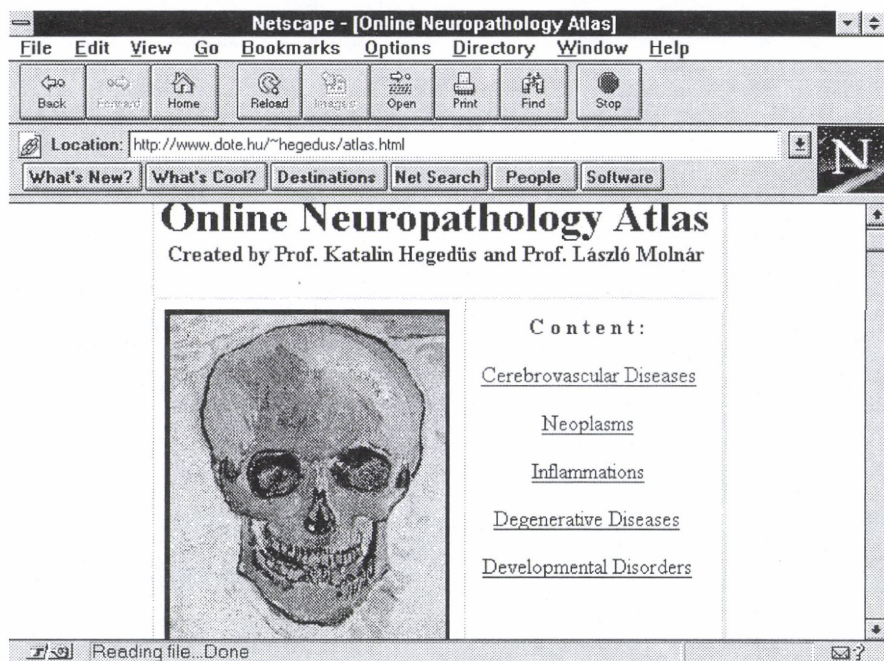 Netscape - [Online Neuropathology Atlas]
File Edit View Go Bookmarks Options Directory Window Help
Back Forward Home Reload Images Open Print Find Stop
Location: http://www.dote.hu/~hegedus/atlas.html
N
What's New? What's Cool? Destinations Net Search People Software
Online Neuropathology Atlas
Created by Prof. Katalin Hegedüs and Prof. László Molnár
Content:
Cerebrovascular Diseases
Neoplasms
Inflammations
Degenerative Diseases
Developmental Disorders
Reading file...Done
?